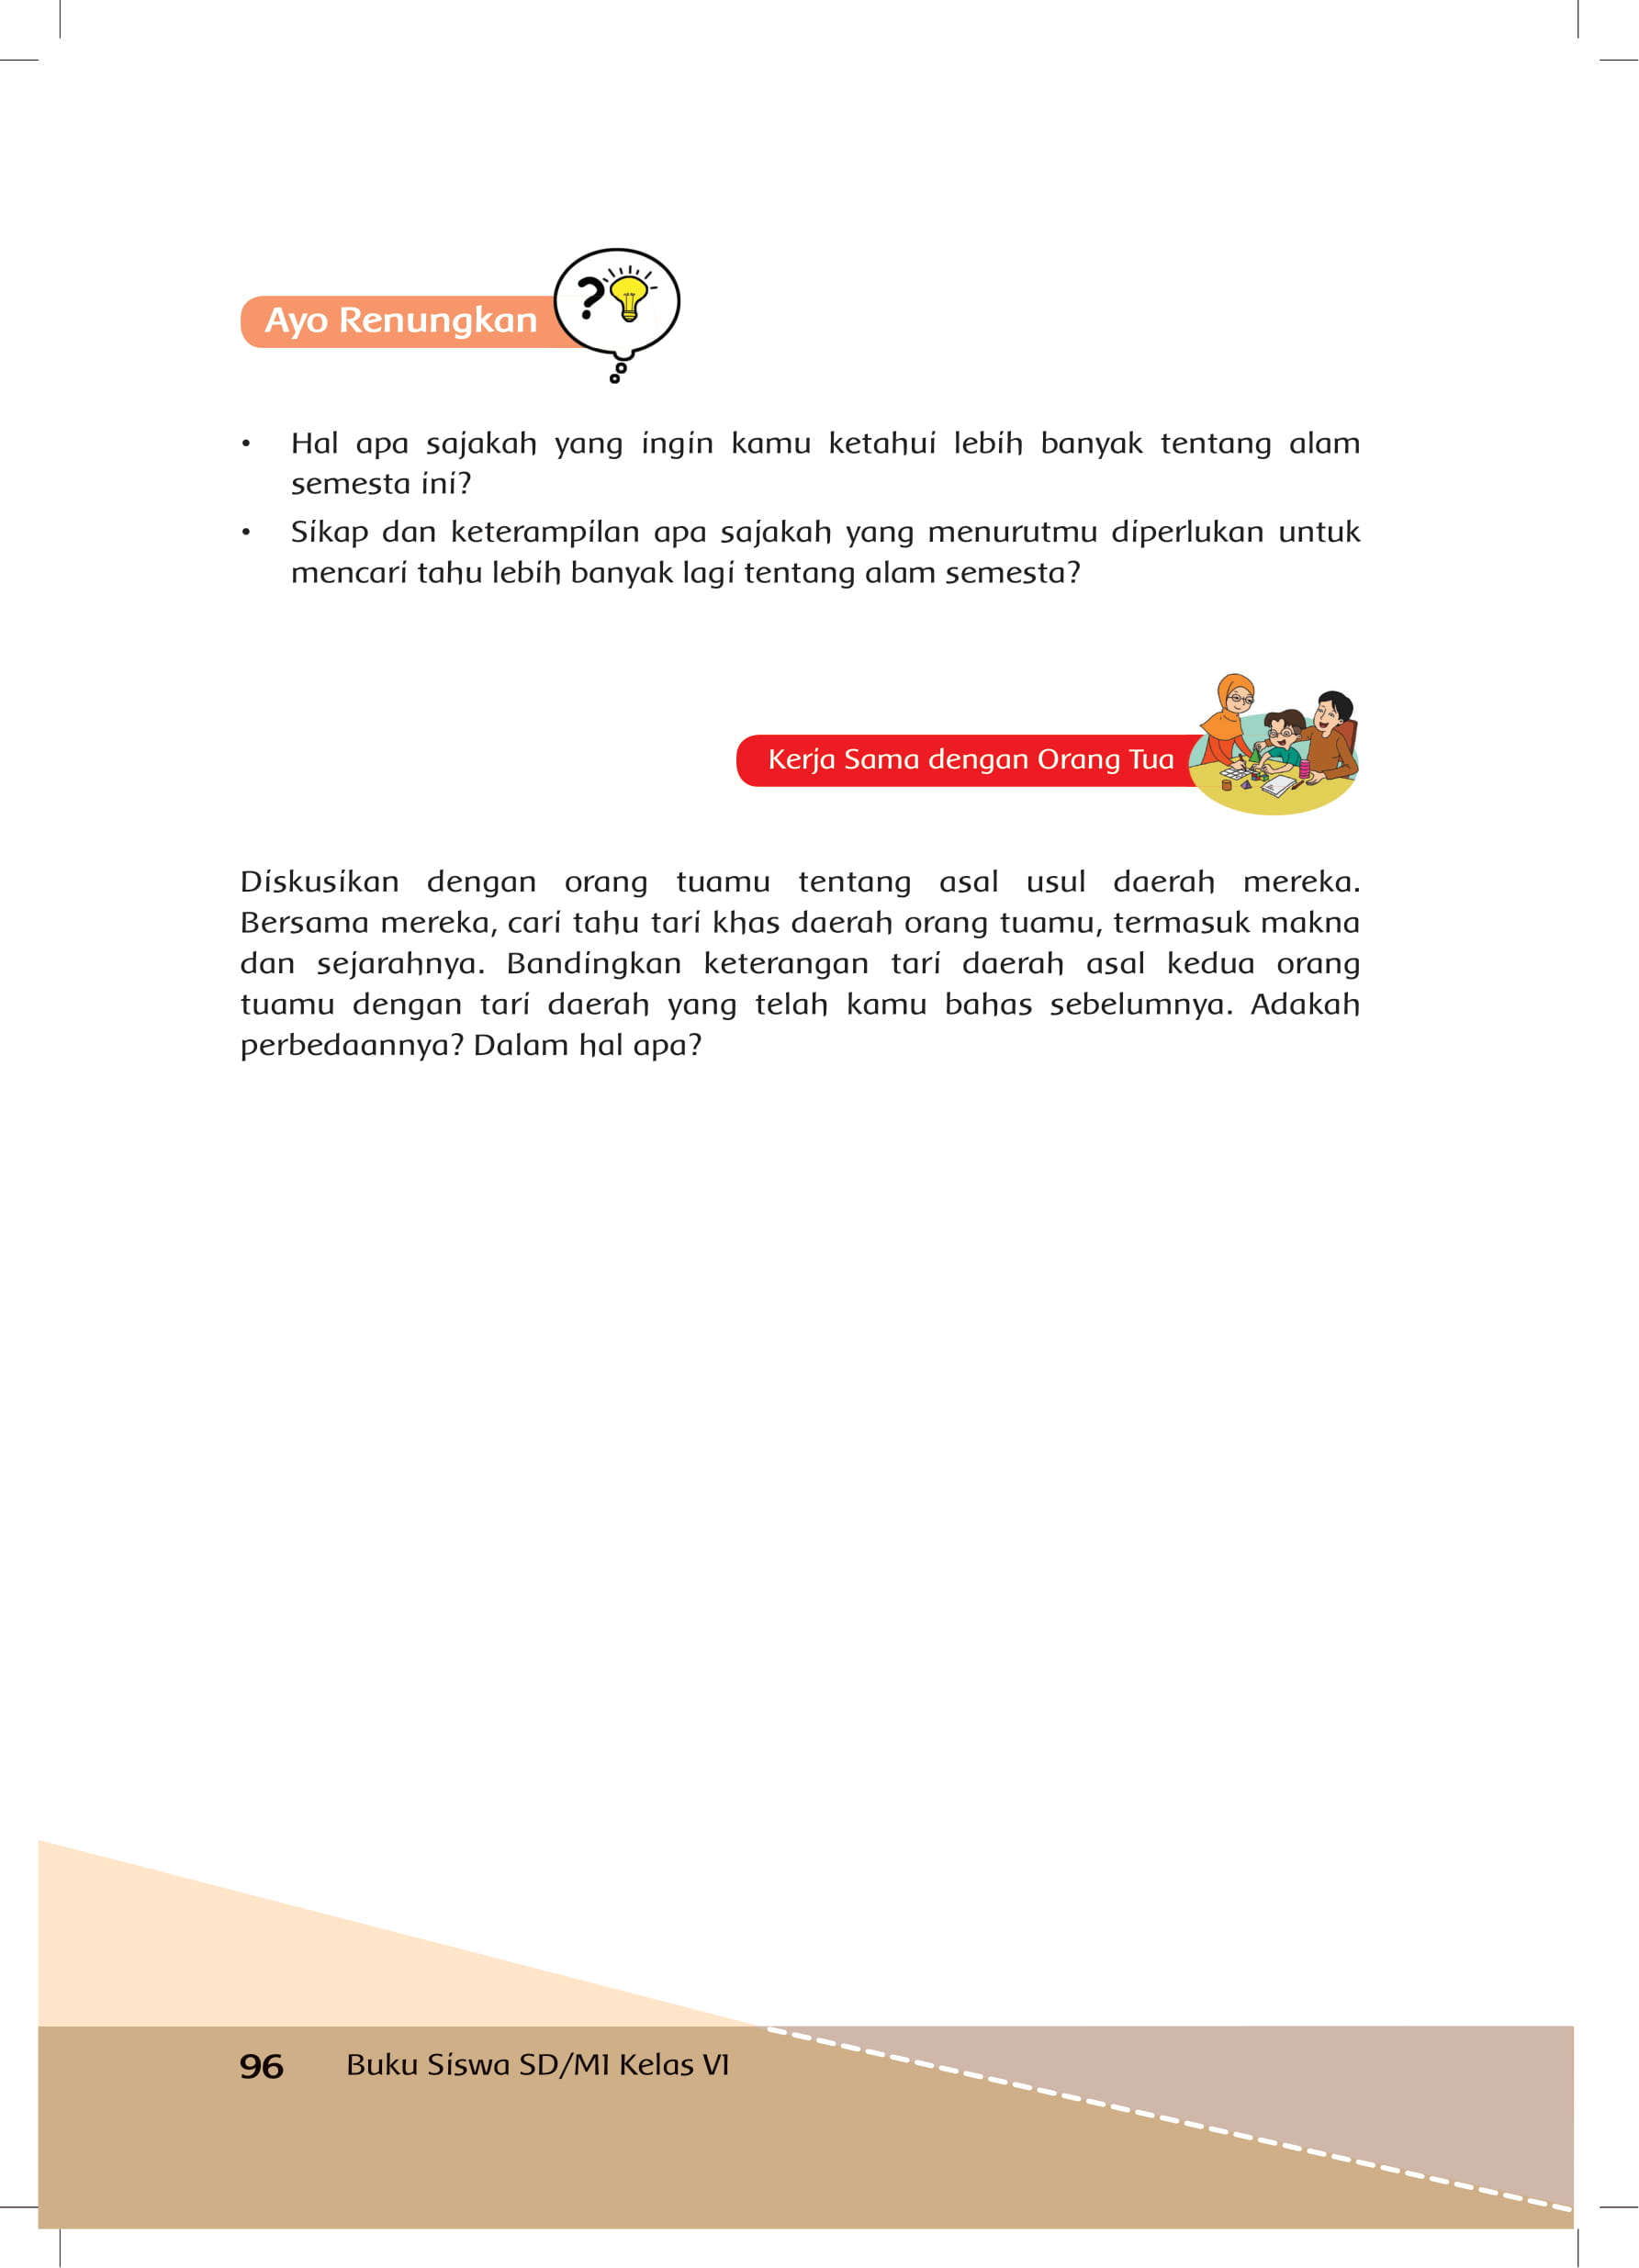 Ayo Renungkan
• Hal apa sajakah yang ingin kamu ketahui lebih banyak tentang alam
semesta ini?
• Sikap dan keterampilan apa sajakah yang menurutmu diperlukan untuk
mencari tahu lebih banyak lagi tentang alam semesta?
Kerja Sama dengan Orang Tua
Diskusikan dengan orang tuamu tentang asal usul daerah mereka.
Bersama mereka, cari tahu tari khas daerah orang tuamu, termasuk makna
dan sejarahnya. Bandingkan keterangan tari daerah asal kedua orang
tuamu dengan tari daerah yang telah kamu bahas sebelumnya. Adakah
perbedaannya? Dalam hal apa?
96 Buku Siswa SD/MI Kelas VI